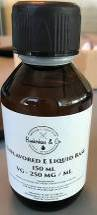 UNFLAVORED E LIQUID BASE
150 ML
VG - 250 MG / ML